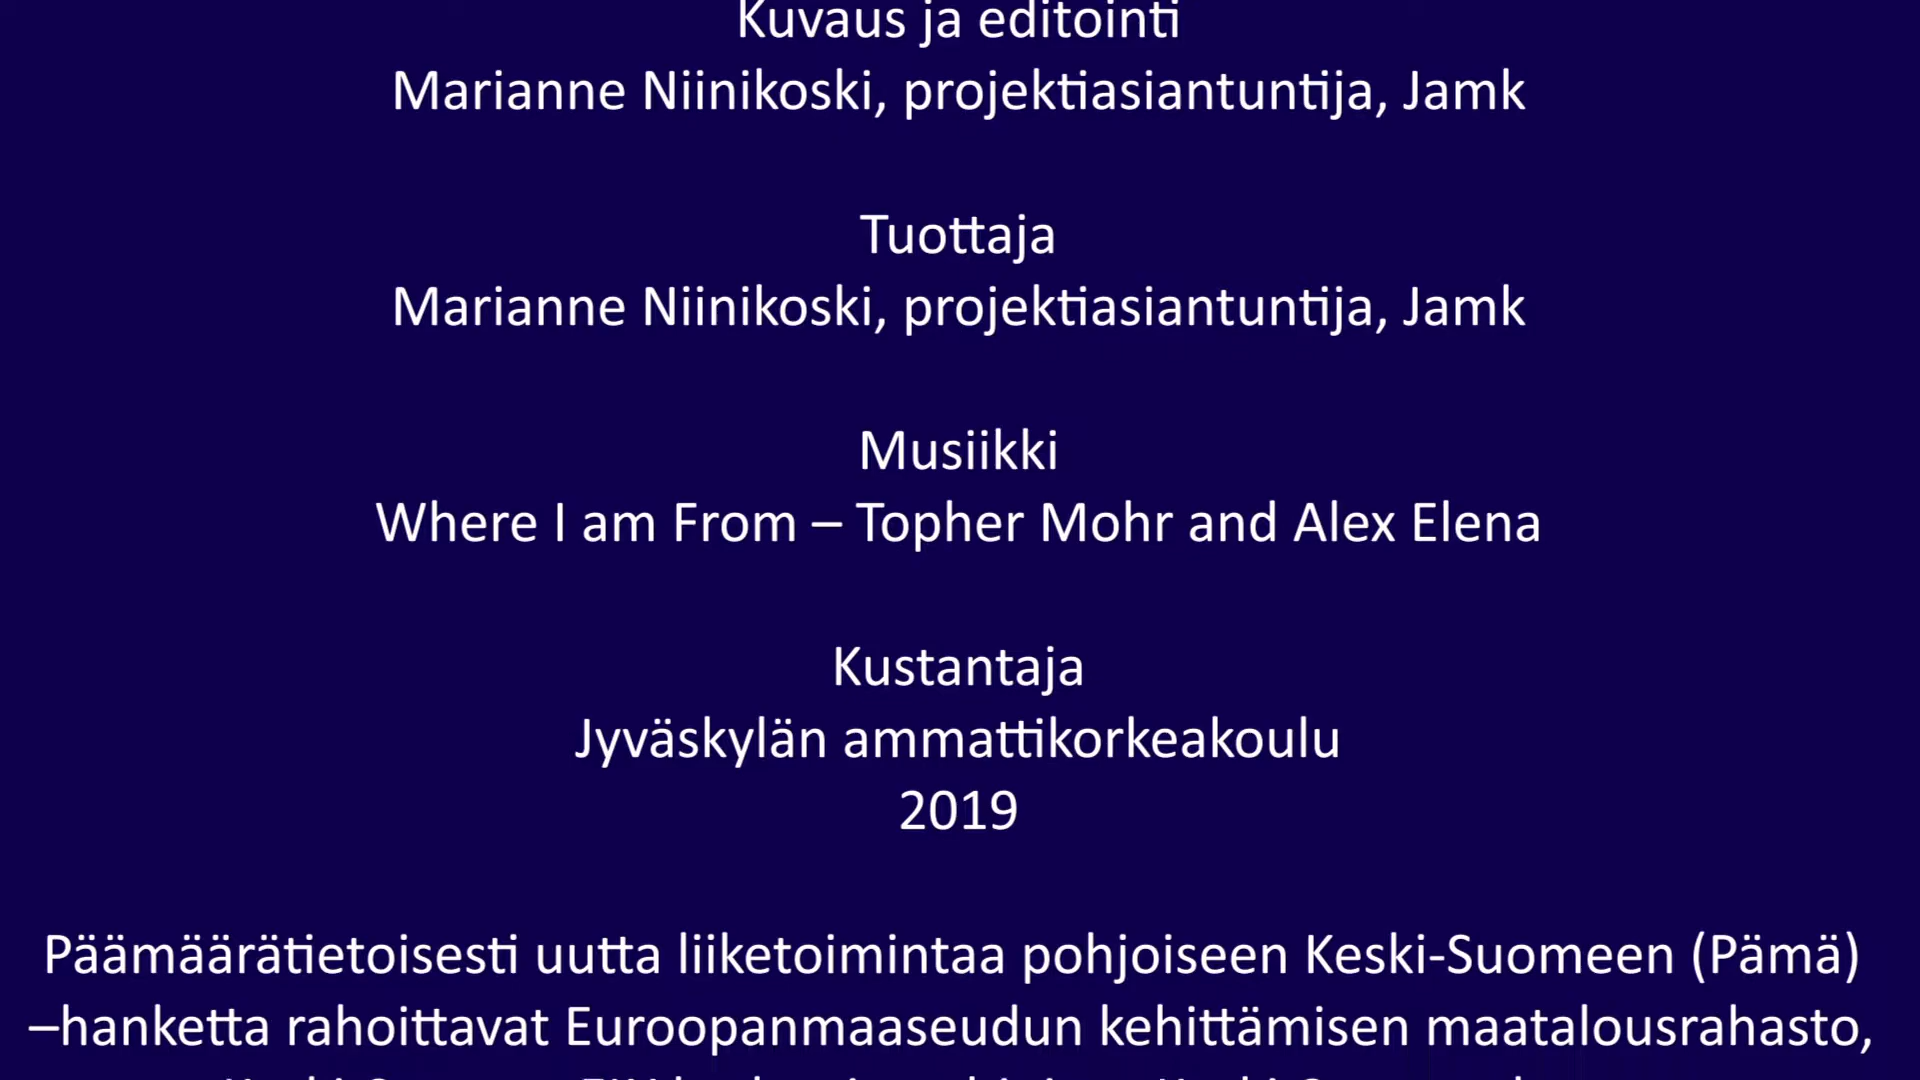 Kuvaus ja editointi
Marianne Niinikoski, projektiasiantuntija, Jamk
Tuottaja
Marianne Niinikoski, projektiasiantuntija, Jamk
Musiikki
Where I am From – Topher Mohr and Alex Elena
Kustantaja
Jyväskylän ammattikorkeakoulu
2019
Päämäärätietoisesti uutta liiketoimintaa pohjoiseen Keski-Suomeen (Pämä)
–hanketta rahoittavat Euroopanmaaseudun kehittämisen maatalousrahasto,